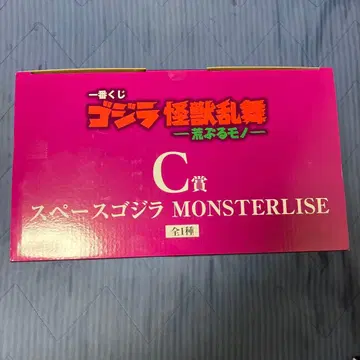 一番くじ
ゴジラ 怪獣乱舞
―荒ぶるモノ―
C賞
スペースゴジラ MONSTERLISE
全1種